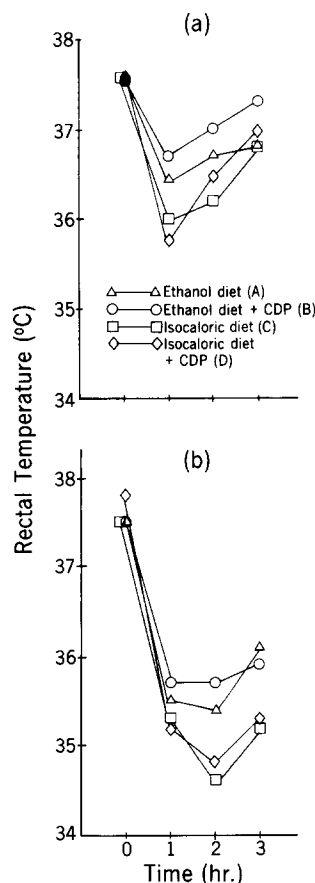 (a)
38
37
36
35
34
Ethanol diet (A)
Ethanol diet + CDP (B)
Isocaloric diet (C)
Isocaloric diet
+ CDP (D)
Rectal Temperature (ºC)
(b)
38
37
36
35
34
0 1 2 3
Time (hr.)